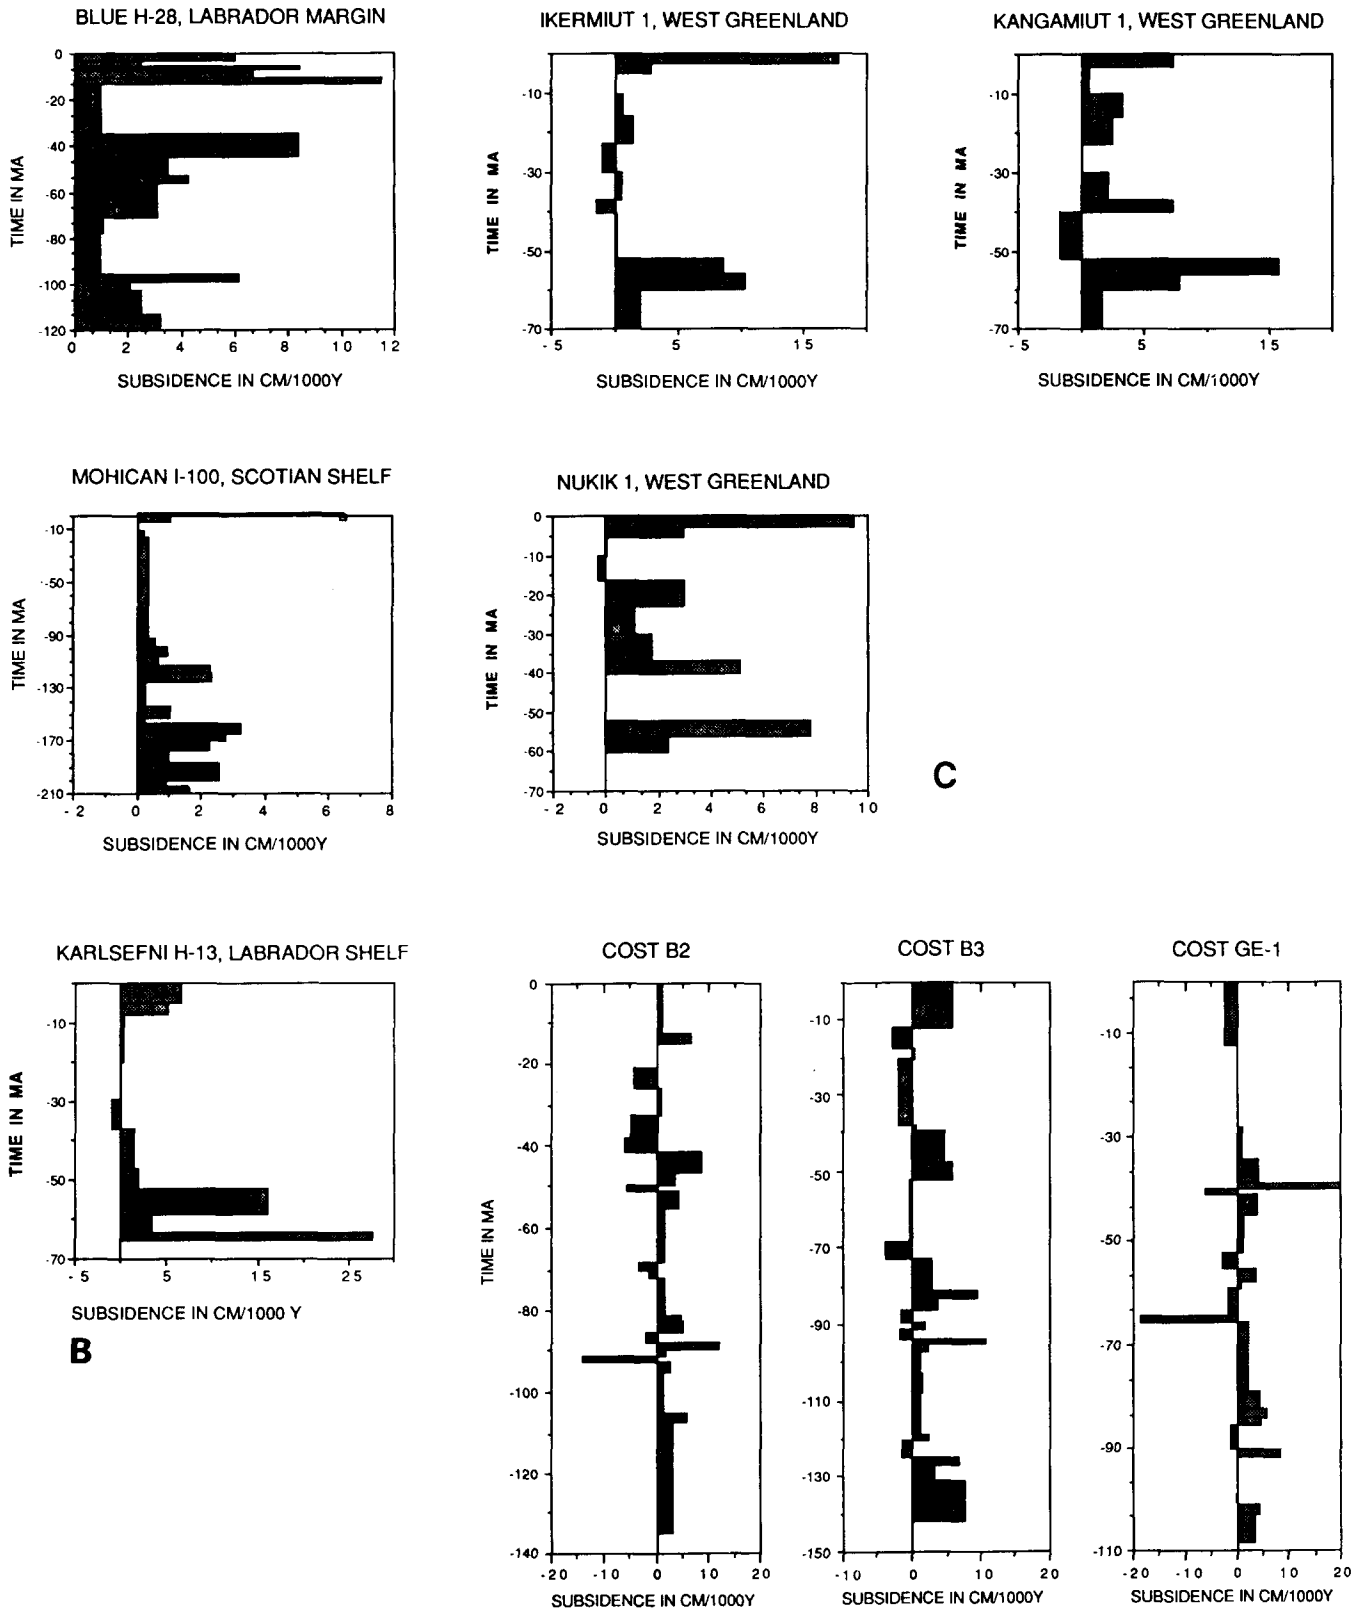 BLUE H-28, LABRADOR MARGIN
0
-20
-40
-60
-80
-100
-120
TIME IN MA
0 2 4 6 8 10 12
SUBSIDENCE IN CM/1000Y
IKERMIUT 1, WEST GREENLAND
-10
-30
-50
-70
TIME IN MA
-5 5 15
SUBSIDENCE IN CM/1000Y
KANGAMIUT 1, WEST GREENLAND
-10
-30
-50
-70
TIME IN MA
-5 5 15
SUBSIDENCE IN CM/1000Y
MOHICAN I-100, SCOTIAN SHELF
-10
-50
-90
-130
-170
-210
TIME IN MA
-2 0 2 4 6 8
SUBSIDENCE IN CM/1000Y
NUKIK 1, WEST GREENLAND
0
-10
-20
-30
-40
-50
-60
-70
TIME IN MA
-2 0 2 4 6 8 10
SUBSIDENCE IN CM/1000Y
C
KARLSEFNI H-13, LABRADOR SHELF
-10
-30
-50
-70
TIME IN MA
-5 5 15 25
SUBSIDENCE IN CM/1000 Y
B
COST B2
0
-20
-40
-60
-80
-100
-120
-140
TIME IN MA
-20 -10 0 10 20
SUBSIDENCE IN CM/1000Y
COST B3
-10
-30
-50
-70
-90
-110
-130
-150
-10 0 10 20
SUBSIDENCE IN CM/1000Y
COST GE-1
-10
-30
-50
-70
-90
-110
-20 -10 0 10 20
SUBSIDENCE IN CM/1000Y